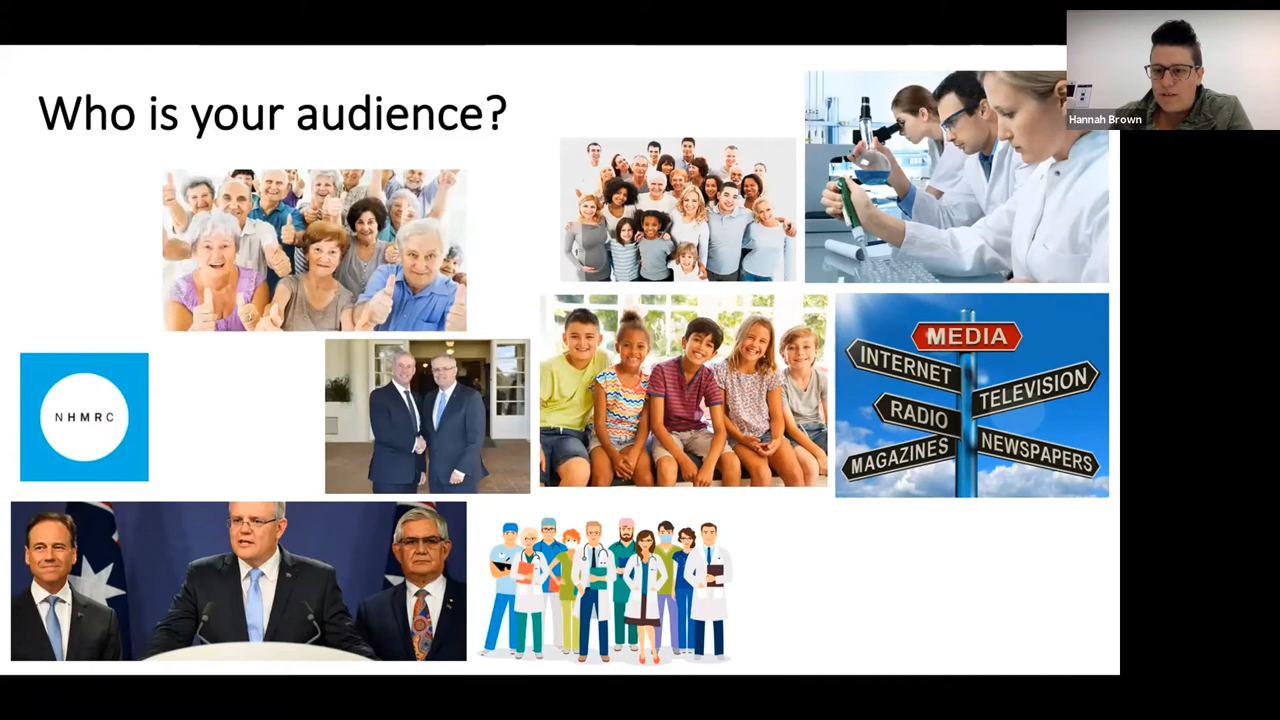 Who is your audience?
Hannah Brown
MEDIA
INTERNET
TELEVISION
RADIO
MAGAZINES
NEWSPAPERS
NHMRC